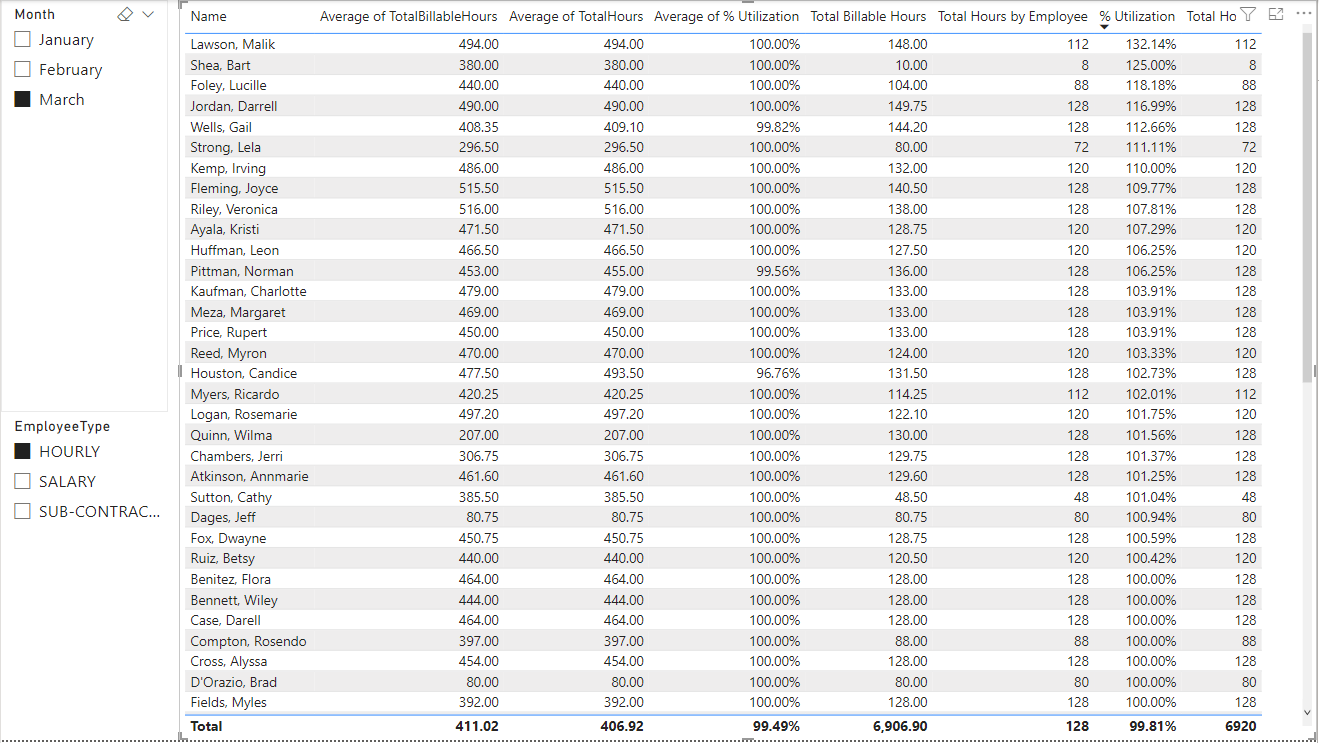 Month
January
February
March
EmployeeType
HOURLY
SALARY
SUB-CONTRAC...
Name Average of TotalBillableHours Average of TotalHours Average of % Utilization Total Billable Hours Total Hours by Employee % Utilization Total Ho
Lawson, Malik 494.00 494.00 100.00% 148.00 112 132.14% 112
Shea, Bart 380.00 380.00 100.00% 10.00 8 125.00% 8
Foley, Lucille 440.00 440.00 100.00% 104.00 88 118.18% 88
Jordan, Darrell 490.00 490.00 100.00% 149.75 128 116.99% 128
Wells, Gail 408.35 409.10 99.82% 144.20 128 112.66% 128
Strong, Lela 296.50 296.50 100.00% 80.00 72 111.11% 72
Kemp, Irving 486.00 486.00 100.00% 132.00 120 110.00% 120
Fleming, Joyce 515.50 515.50 100.00% 140.50 128 109.77% 128
Riley, Veronica 516.00 516.00 100.00% 138.00 128 107.81% 128
Ayala, Kristi 471.50 471.50 100.00% 128.75 120 107.29% 120
Huffman, Leon 466.50 466.50 100.00% 127.50 120 106.25% 120
Pittman, Norman 453.00 455.00 99.56% 136.00 128 106.25% 128
Kaufman, Charlotte 479.00 479.00 100.00% 133.00 128 103.91% 128
Meza, Margaret 469.00 469.00 100.00% 133.00 128 103.91% 128
Price, Rupert 450.00 450.00 100.00% 133.00 128 103.91% 128
Reed, Myron 470.00 470.00 100.00% 124.00 120 103.33% 120
Houston, Candice 477.50 493.50 96.76% 131.50 128 102.73% 128
Myers, Ricardo 420.25 420.25 100.00% 114.25 112 102.01% 112
Logan, Rosemarie 497.20 497.20 100.00% 122.10 120 101.75% 120
Quinn, Wilma 207.00 207.00 100.00% 130.00 128 101.56% 128
Chambers, Jerri 306.75 306.75 100.00% 129.75 128 101.37% 128
Atkinson, Annmarie 461.60 461.60 100.00% 129.60 128 101.25% 128
Sutton, Cathy 385.50 385.50 100.00% 48.50 48 101.04% 48
Dages, Jeff 80.75 80.75 100.00% 80.75 80 100.94% 80
Fox, Dwayne 450.75 450.75 100.00% 128.75 128 100.59% 128
Ruiz, Betsy 440.00 440.00 100.00% 120.50 120 100.42% 120
Benitez, Flora 464.00 464.00 100.00% 128.00 128 100.00% 128
Bennett, Wiley 444.00 444.00 100.00% 128.00 128 100.00% 128
Case, Darell 464.00 464.00 100.00% 128.00 128 100.00% 128
Compton, Rosendo 397.00 397.00 100.00% 88.00 88 100.00% 88
Cross, Alyssa 454.00 454.00 100.00% 128.00 128 100.00% 128
D'Orazio, Brad 80.00 80.00 100.00% 80.00 80 100.00% 80
Fields, Myles 392.00 392.00 100.00% 128.00 128 100.00% 128
Total 411.02 406.92 99.49% 6,906.90 128 99.81% 6920